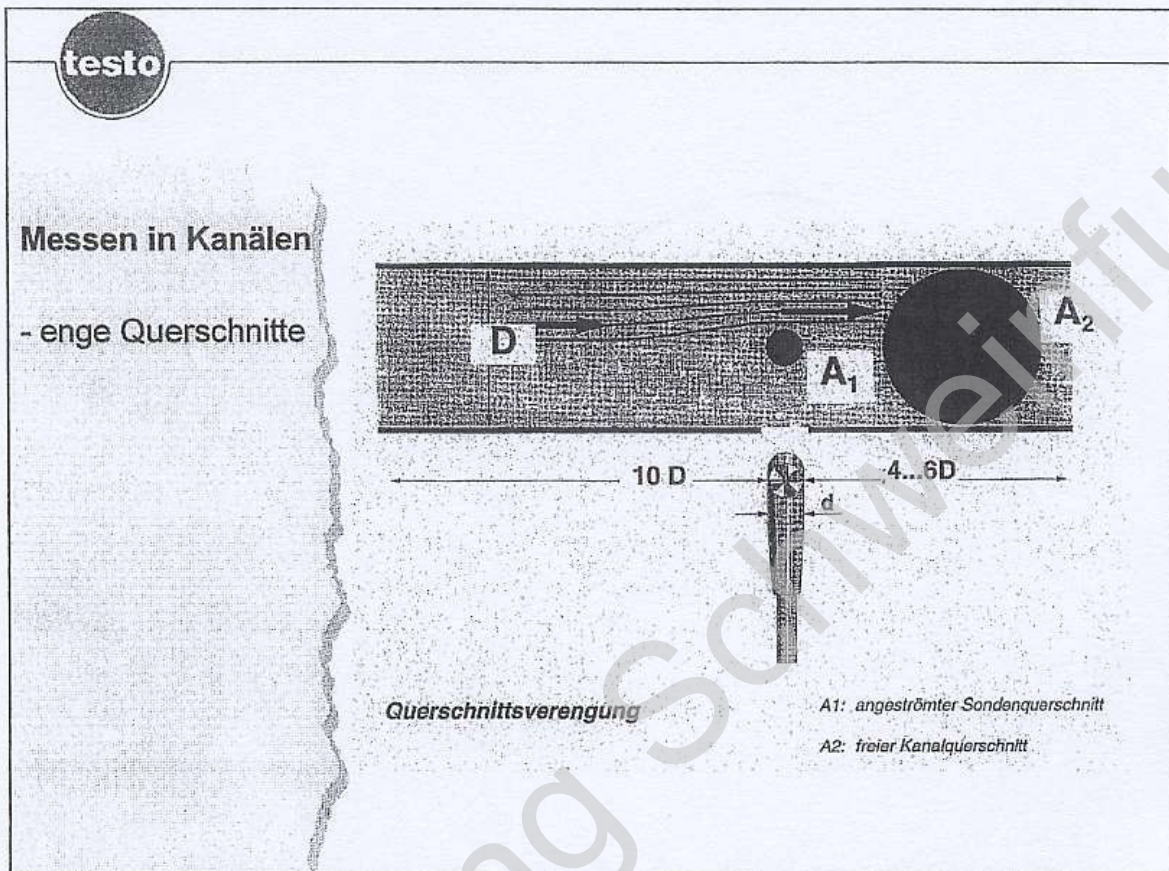 testo
Messen in Kanälen
- enge Querschnitte
D
A₁
A₂
10 D
4...6D
d
Querschnittsverengung
A1: angeströmter Sondenquerschnitt
A2: freier Kanalquerschnitt